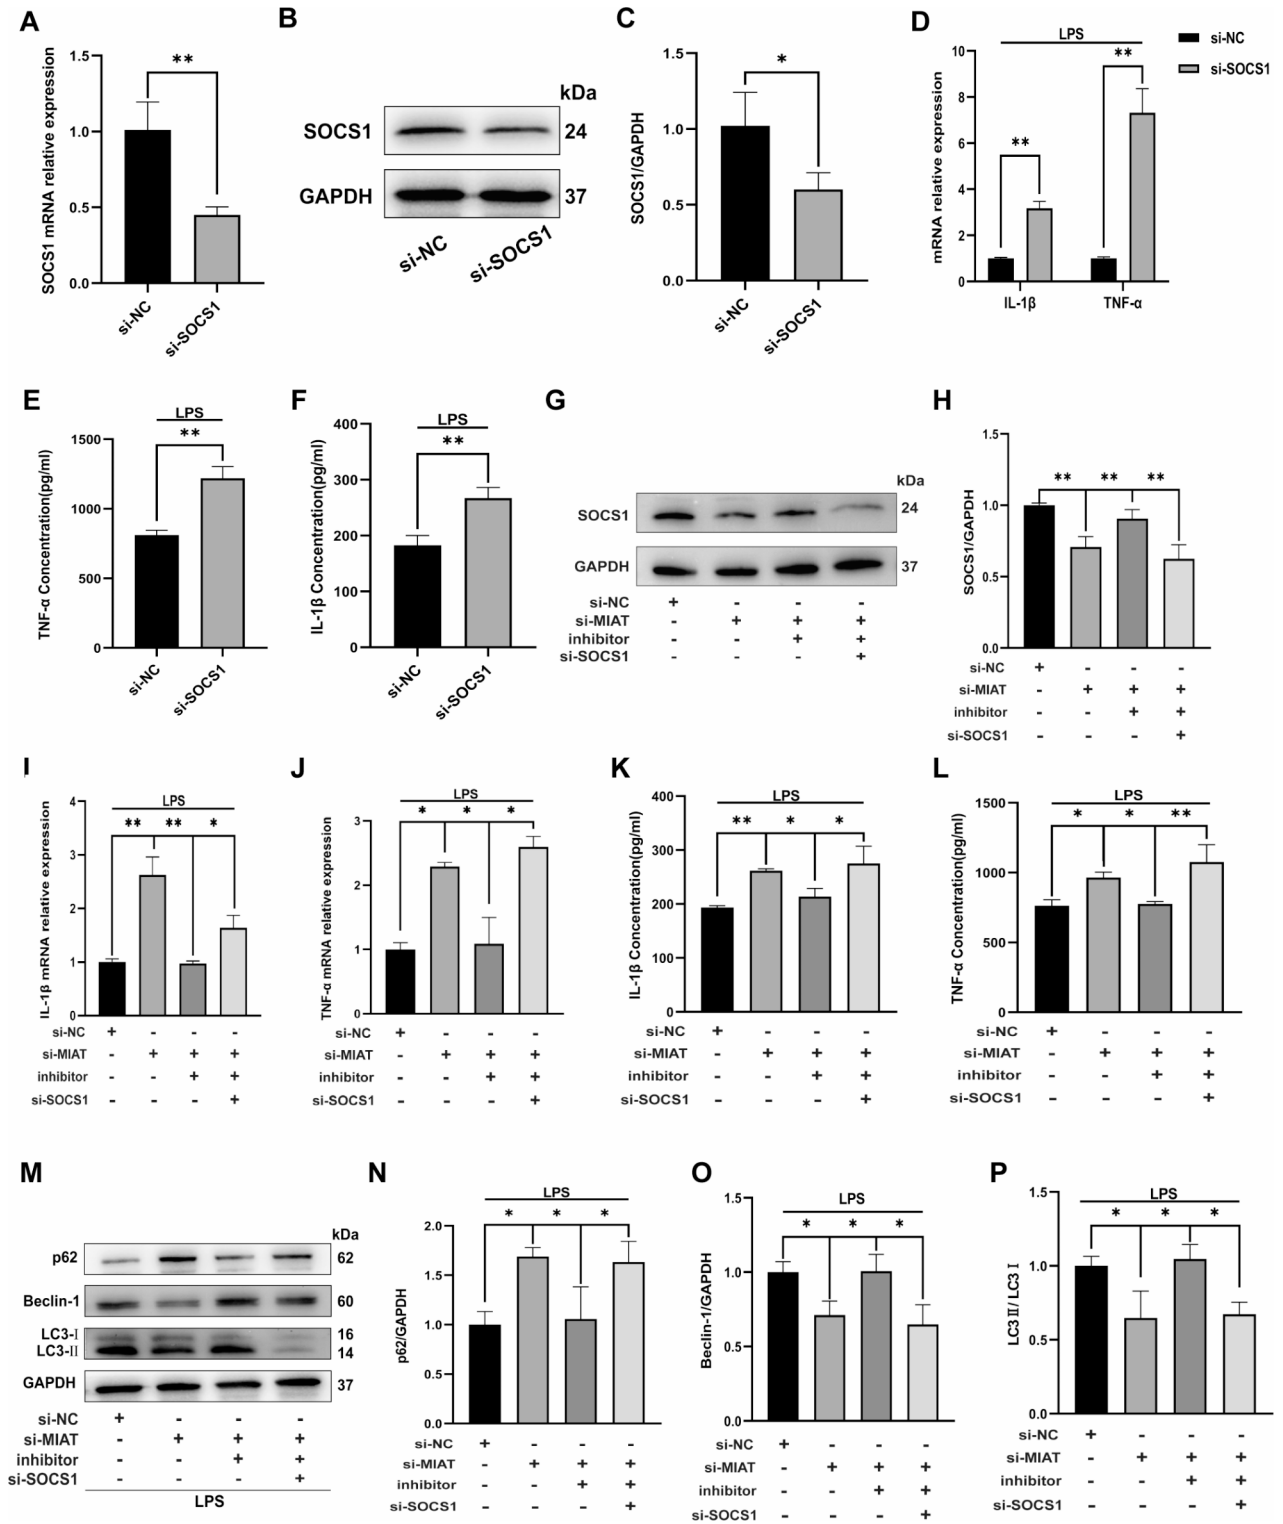 A
SOCS1 mRNA relative expression
1.5
1.0
0.5
0.0
**
si-NC
si-SOCS1
B
kDa
SOCS1
24
GAPDH
37
si-NC
si-SOCS1
C
SOCS1/GAPDH
1.5
1.0
0.5
0.0
*
si-NC
si-SOCS1
D
mRNA relative expression
10
8
6
4
2
0
LPS
**
**
IL-1β
TNF-α
si-NC
si-SOCS1
E
TNF-α Concentration(pg/ml)
1500
1000
500
0
LPS
**
si-NC
si-SOCS1
F
IL-1β Concentration(pg/ml)
400
300
200
100
0
LPS
**
si-NC
si-SOCS1
G
kDa
SOCS1
24
GAPDH
37
si-NC + - - -
si-MIAT - + + +
inhibitor - - + +
si-SOCS1 - - - +
H
SOCS1/GAPDH
1.5
1.0
0.5
0.0
** ** **
si-NC + - - -
si-MIAT - + + +
inhibitor - - + +
si-SOCS1 - - - +
I
IL-1β mRNA relative expression
4
3
2
1
0
LPS
** ** *
si-NC + - - -
si-MIAT - + + +
inhibitor - - + +
si-SOCS1 - - - +
J
TNF-α mRNA relative expression
3
2
1
0
LPS
* * *
si-NC + - - -
si-MIAT - + + +
inhibitor - - + +
si-SOCS1 - - - +
K
IL-1β Concentration(pg/ml)
400
300
200
100
0
LPS
** * *
si-NC + - - -
si-MIAT - + + +
inhibitor - - + +
si-SOCS1 - - - +
L
TNF-α Concentration(pg/ml)
1500
1000
500
0
LPS
* * **
si-NC + - - -
si-MIAT - + + +
inhibitor - - + +
si-SOCS1 - - - +
M
kDa
p62
62
Beclin-1
60
LC3-Ⅰ
16
LC3-Ⅱ
14
GAPDH
37
si-NC + - - -
si-MIAT - + + +
inhibitor - - + +
si-SOCS1 - - - +
LPS
N
p62/GAPDH
2.0
1.5
1.0
0.5
0.0
LPS
* * *
si-NC + - - -
si-MIAT - + + +
inhibitor - - + +
si-SOCS1 - - - +
O
Beclin-1/GAPDH
1.5
1.0
0.5
0.0
LPS
* * *
si-NC + - - -
si-MIAT - + + +
inhibitor - - + +
si-SOCS1 - - - +
P
LC3Ⅱ/ LC3Ⅰ
1.5
1.0
0.5
0.0
LPS
* * *
si-NC + - - -
si-MIAT - + + +
inhibitor - - + +
si-SOCS1 - - - +